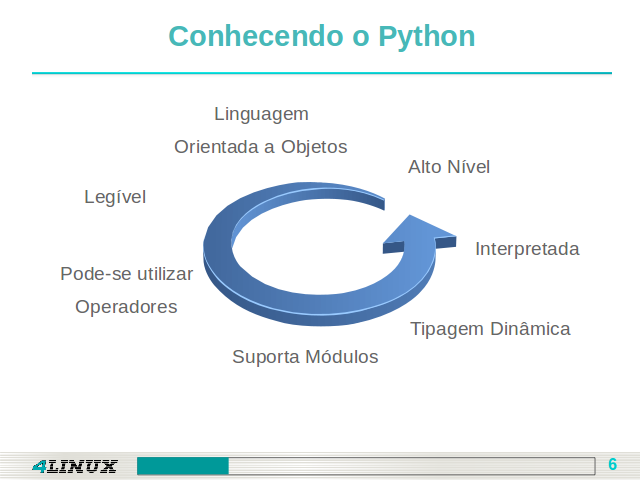 Conhecendo o Python
Linguagem
Orientada a Objetos
Alto Nível
Legível
Interpretada
Pode-se utilizar
Operadores
Tipagem Dinâmica
Suporta Módulos
4LINUX
6